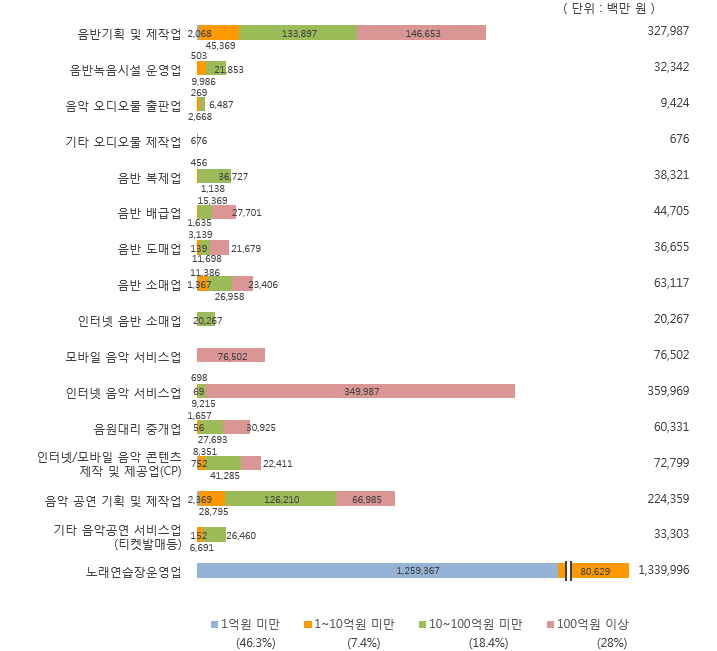 ( 단위 : 백만 원 )
음반기획 및 제작업 2,068 133,897 146,653 327,987
45,369
503
음반녹음시설 운영업 21,853 32,342
9,986
269
음악 오디오물 출판업 6,487 9,424
2,668
기타 오디오물 제작업 676 676
456
음반 복제업 36,727 38,321
1,138
15,369
음반 배급업 27,701 44,705
1,635
3,139
음반 도매업 139 21,679 36,655
11,698
11,386
음반 소매업 1,367 23,406 63,117
26,958
인터넷 음반 소매업 20,267 20,267
모바일 음악 서비스업 76,502 76,502
698
인터넷 음악 서비스업 69 349,987 359,969
9,215
1,657
음원대리 중개업 56 30,925 60,331
27,693
8,351
인터넷/모바일 음악 콘텐츠
제작 및 제공업(CP) 752 22,411 72,799
41,285
음악 공연 기획 및 제작업 2,369 126,210 66,985 224,359
28,795
기타 음악공연 서비스업
(티켓발매등) 152 26,460 33,303
6,691
노래연습장운영업 1,259,367 80,629 1,339,996
1억원 미만 1~10억원 미만 10~100억원 미만 100억원 이상
(46.3%) (7.4%) (18.4%) (28%)